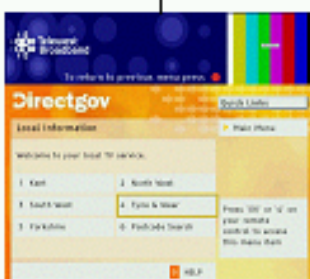 Telewest
Broadband
To return to previous menu press
Directgov
Quick Links
Local Information
Main Menu
Welcome to your local TV service.
1 Kent
2 North West
3 South West
4 Tyne & Wear
5 Yorkshire
6 Postcode Search
Press 'OK' or '4' on
your remote
control to access
this menu item
HELP